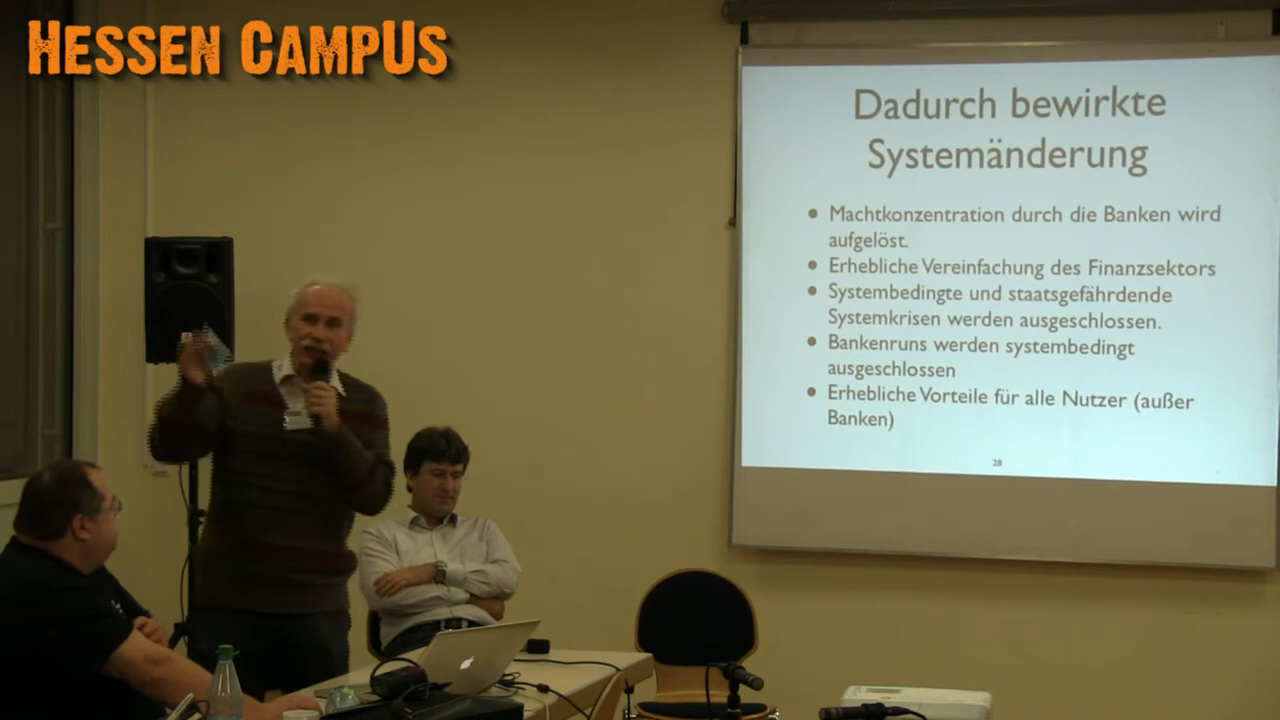 HESSEN CAMPUS
Dadurch bewirkte
Systemänderung
• Machtkonzentration durch die Banken wird
aufgelöst.
• Erhebliche Vereinfachung des Finanzsektors
• Systembedingte und staatsgefährdende
Systemkrisen werden ausgeschlossen.
• Bankenruns werden systembedingt
ausgeschlossen
• Erhebliche Vorteile für alle Nutzer (außer
Banken)
28